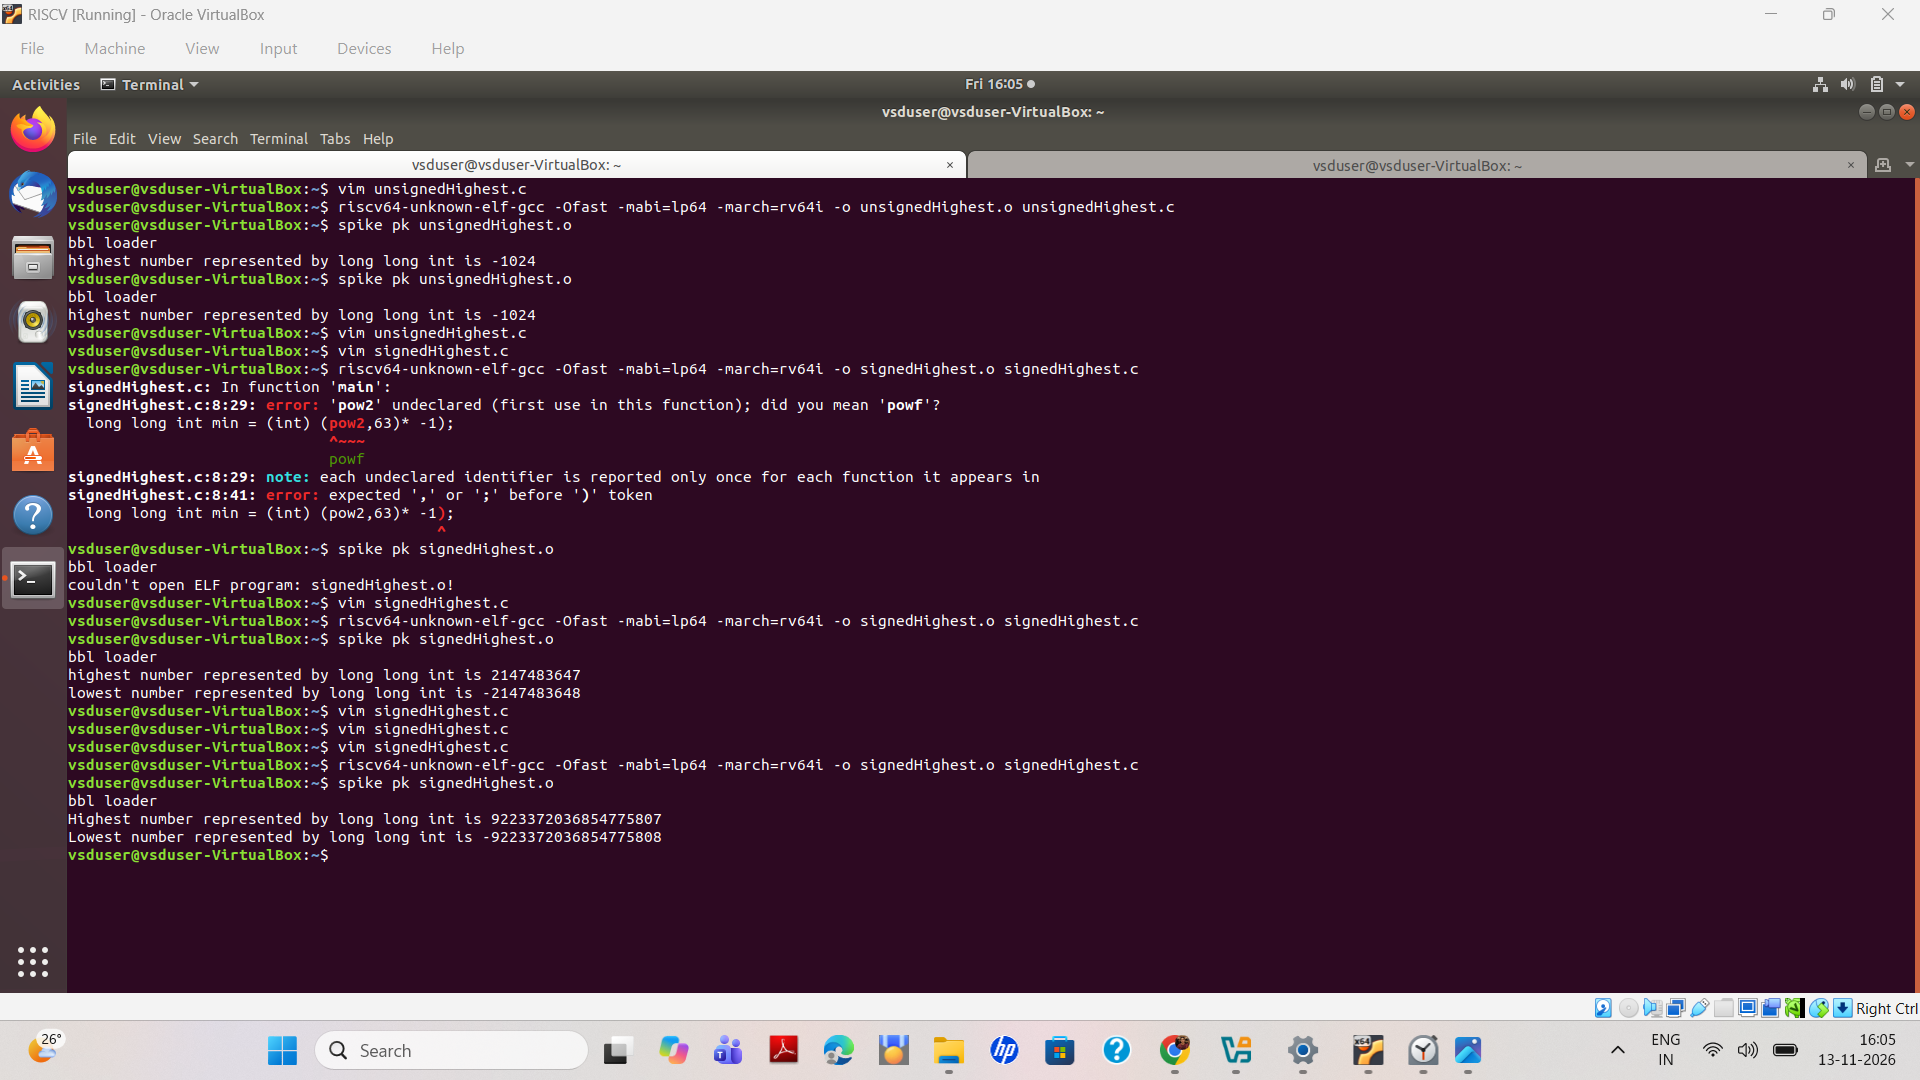 RISCV [Running] - Oracle VirtualBox
File Machine View Input Devices Help
Activities Terminal Fri 16:05
vsduser@vsduser-VirtualBox: ~
File Edit View Search Terminal Tabs Help
vsduser@vsduser-VirtualBox: ~ × vsduser@vsduser-VirtualBox: ~ ×
vsduser@vsduser-VirtualBox:~$ vim unsignedHighest.c
vsduser@vsduser-VirtualBox:~$ riscv64-unknown-elf-gcc -Ofast -mabi=lp64 -march=rv64i -o unsignedHighest.o unsignedHighest.c
vsduser@vsduser-VirtualBox:~$ spike pk unsignedHighest.o
bbl loader
highest number represented by long long int is -1024
vsduser@vsduser-VirtualBox:~$ spike pk unsignedHighest.o
bbl loader
highest number represented by long long int is -1024
vsduser@vsduser-VirtualBox:~$ vim unsignedHighest.c
vsduser@vsduser-VirtualBox:~$ vim signedHighest.c
vsduser@vsduser-VirtualBox:~$ riscv64-unknown-elf-gcc -Ofast -mabi=lp64 -march=rv64i -o signedHighest.o signedHighest.c
signedHighest.c: In function 'main':
signedHighest.c:8:29: error: 'pow2' undeclared (first use in this function); did you mean 'powf'?
  long long int min = (int) (pow2,63)* -1);
                             ^~~~
                             powf
signedHighest.c:8:29: note: each undeclared identifier is reported only once for each function it appears in
signedHighest.c:8:41: error: expected ',' or ';' before ')' token
  long long int min = (int) (pow2,63)* -1);
                                         ^
vsduser@vsduser-VirtualBox:~$ spike pk signedHighest.o
bbl loader
couldn't open ELF program: signedHighest.o!
vsduser@vsduser-VirtualBox:~$ vim signedHighest.c
vsduser@vsduser-VirtualBox:~$ riscv64-unknown-elf-gcc -Ofast -mabi=lp64 -march=rv64i -o signedHighest.o signedHighest.c
vsduser@vsduser-VirtualBox:~$ spike pk signedHighest.o
bbl loader
highest number represented by long long int is 2147483647
lowest number represented by long long int is -2147483648
vsduser@vsduser-VirtualBox:~$ vim signedHighest.c
vsduser@vsduser-VirtualBox:~$ vim signedHighest.c
vsduser@vsduser-VirtualBox:~$ vim signedHighest.c
vsduser@vsduser-VirtualBox:~$ riscv64-unknown-elf-gcc -Ofast -mabi=lp64 -march=rv64i -o signedHighest.o signedHighest.c
vsduser@vsduser-VirtualBox:~$ spike pk signedHighest.o
bbl loader
Highest number represented by long long int is 9223372036854775807
Lowest number represented by long long int is -9223372036854775808
vsduser@vsduser-VirtualBox:~$
Right Ctrl
26°
Search
ENG
IN
16:05
13-11-2026